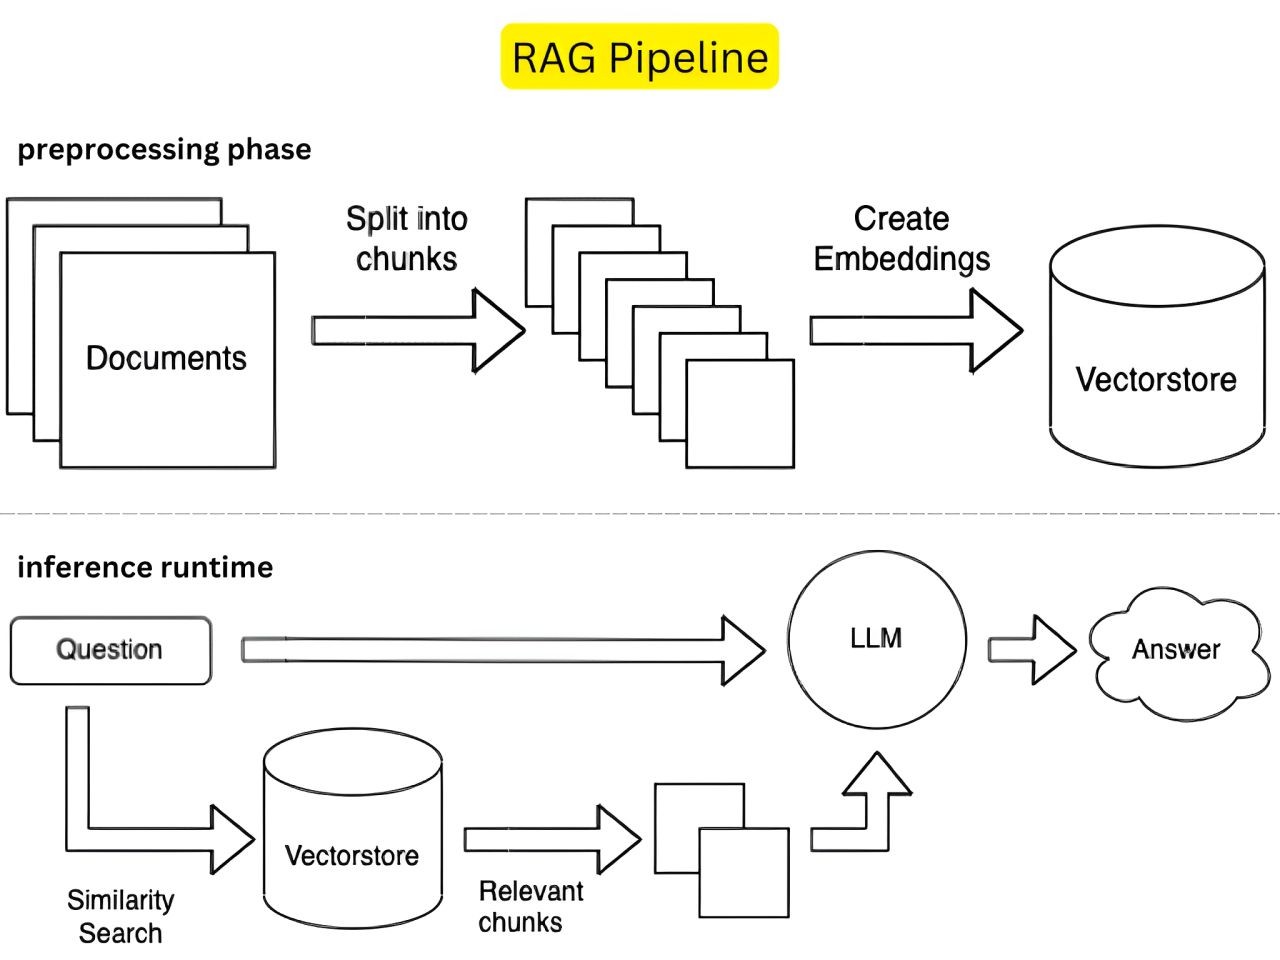 RAG Pipeline
preprocessing phase
Documents
Split into
chunks
Create
Embeddings
Vectorstore
inference runtime
Question
LLM
Answer
Similarity
Search
Vectorstore
Relevant
chunks